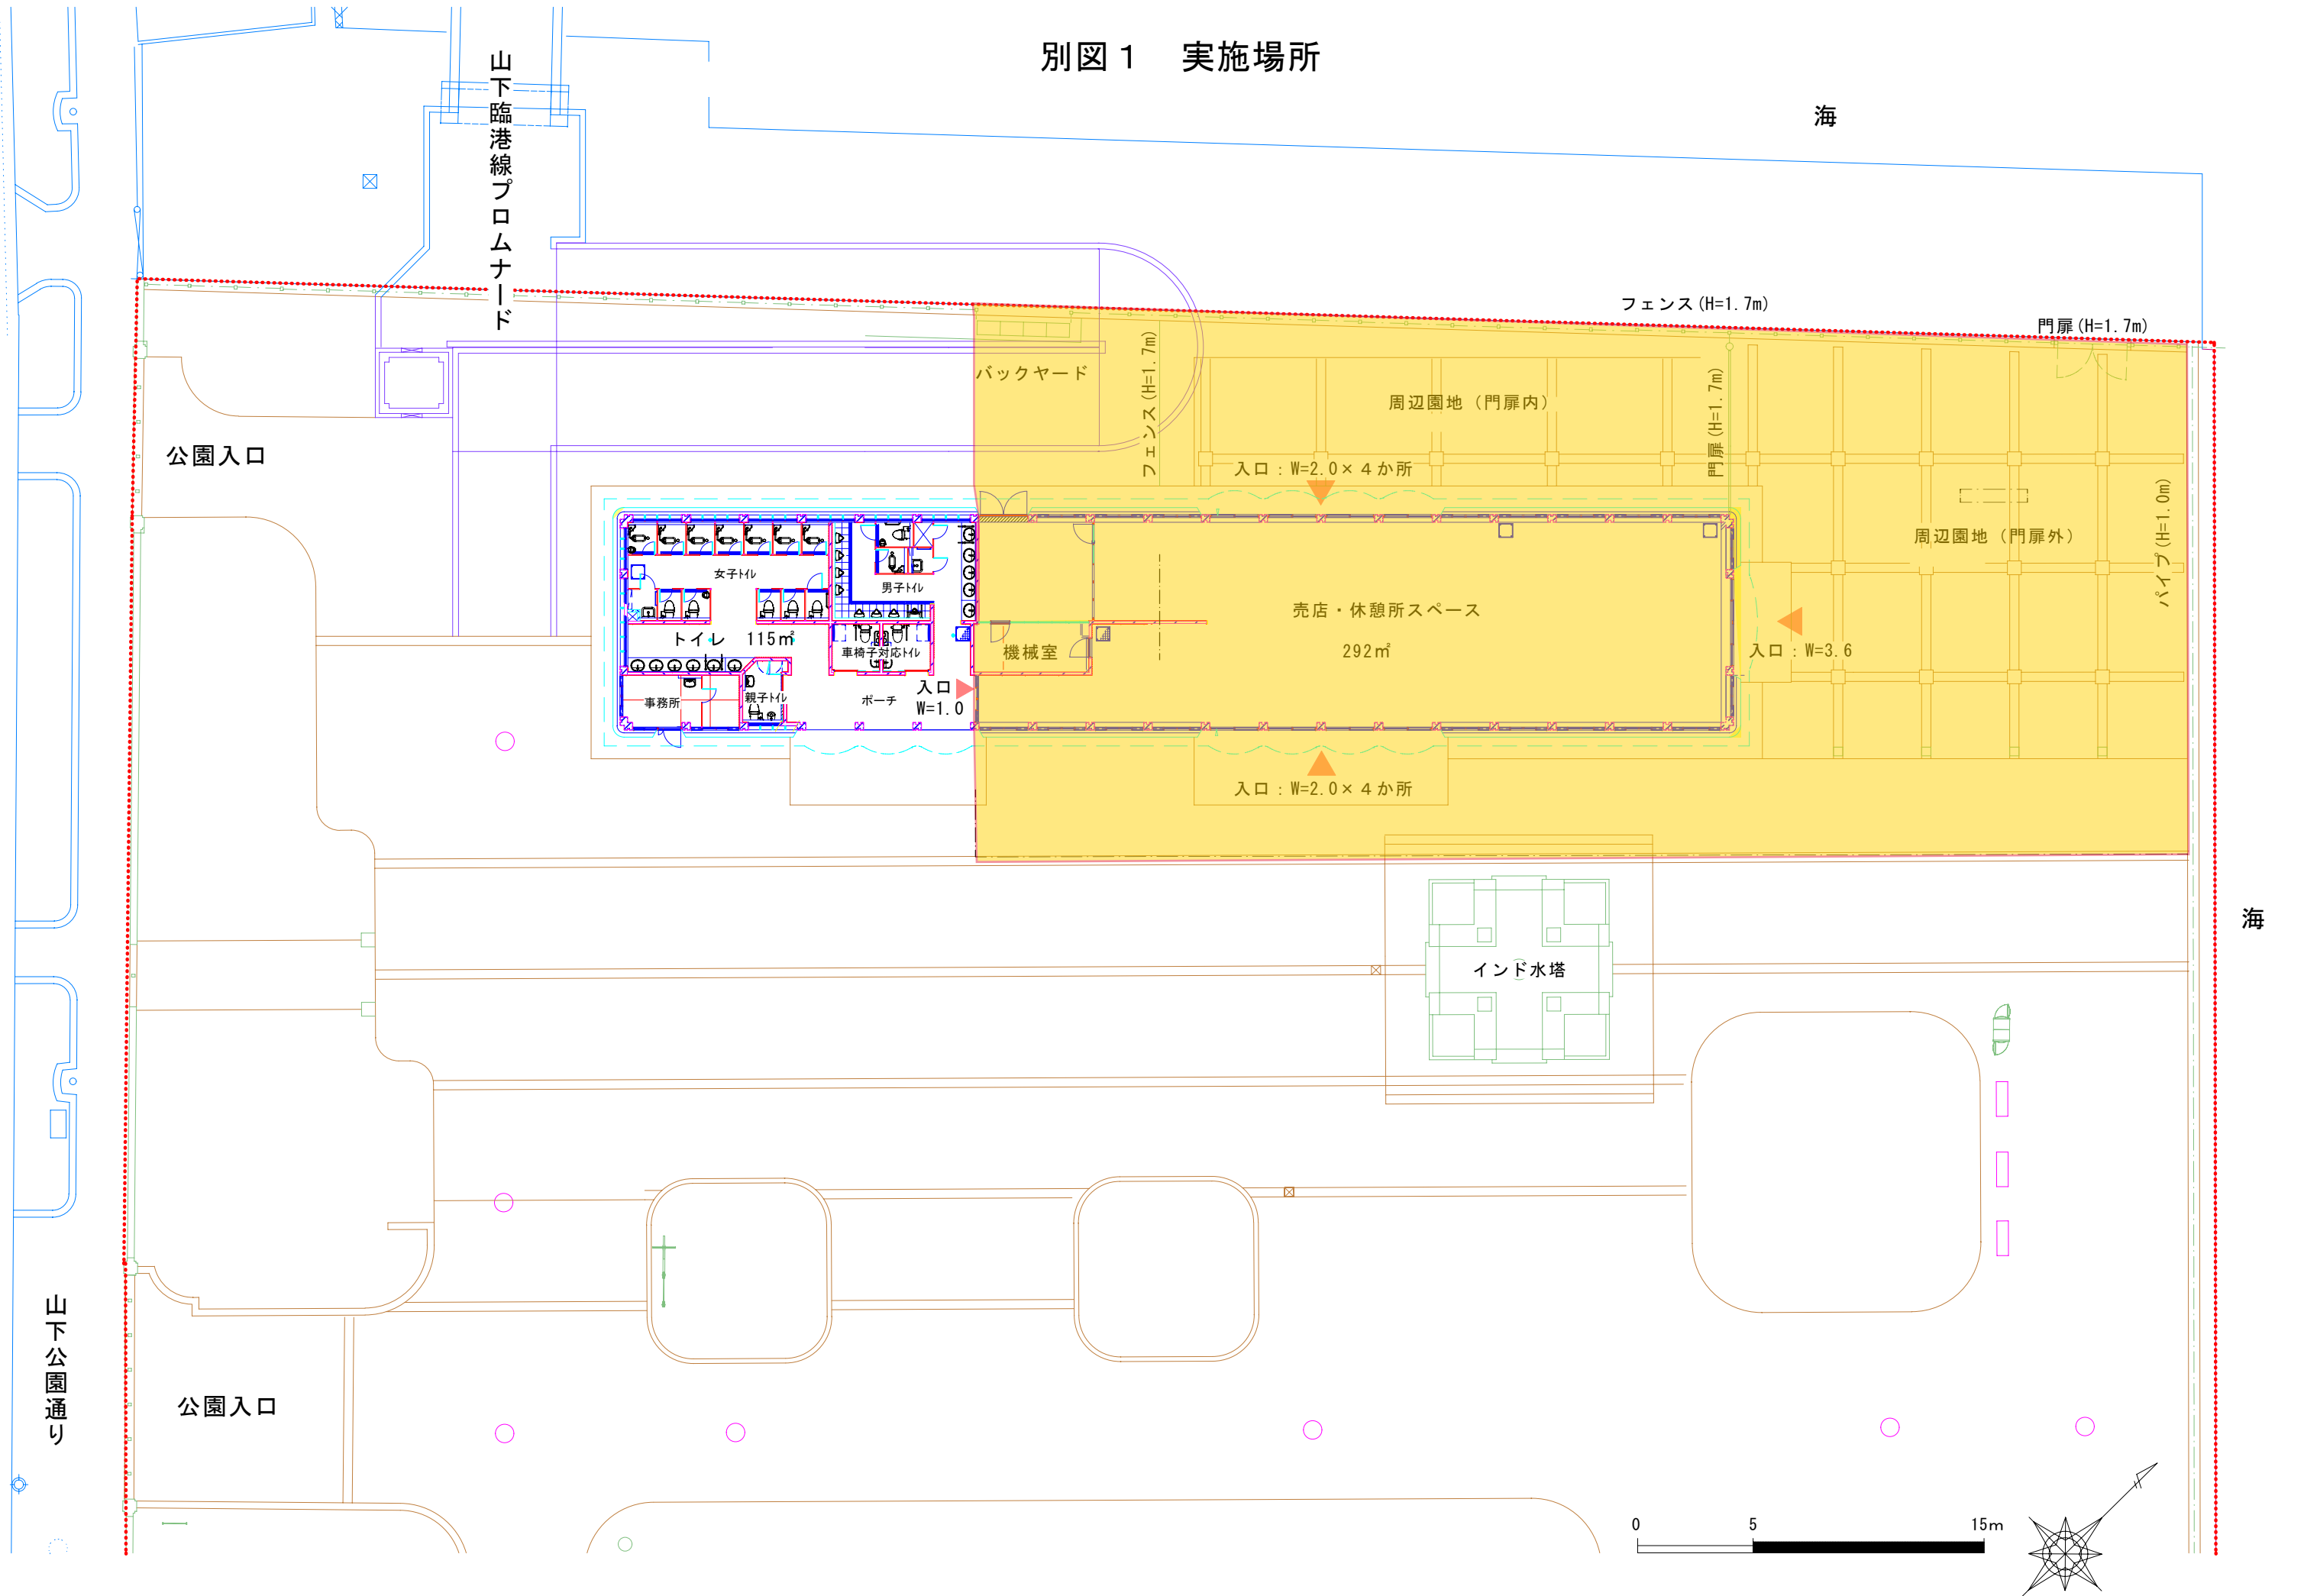 別図１　実施場所
海
山下臨港線プロムナード
フェンス(H=1.7m)
門扉(H=1.7m)
バックヤード
フェンス(H=1.7m)
周辺園地（門扉内）
門扉(H=1.7m)
公園入口
入口：W=2.0×４か所
パイプ(H=1.0m)
周辺園地（門扉外）
女子トイレ
男子トイレ
売店・休憩所スペース
292㎡
トイレ　115㎡
車椅子対応トイレ
機械室
入口：W=3.6
事務所
親子トイレ
ポーチ
入口
W=1.0
入口：W=2.0×４か所
海
インド水塔
山下公園通り
公園入口
0
5
15m